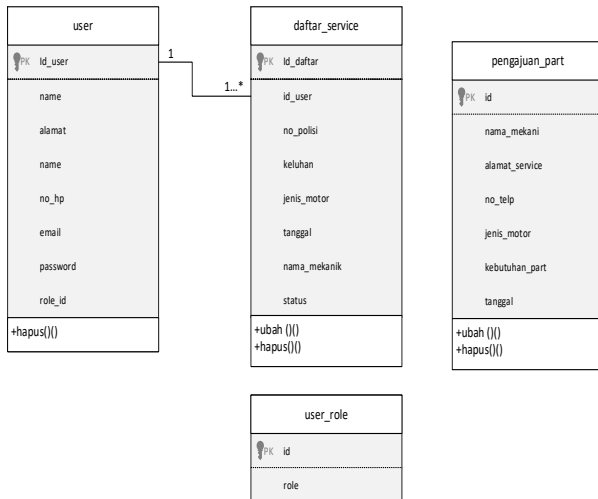 user
PK Id_user
name
alamat
name
no_hp
email
password
role_id
+hapus()()
1
1...*
daftar_service
PK Id_daftar
id_user
no_polisi
keluhan
jenis_motor
tanggal
nama_mekanik
status
+ubah ()()
+hapus()()
pengajuan_part
PK id
nama_mekani
alamat_service
no_telp
jenis_motor
kebutuhan_part
tanggal
+ubah ()()
+hapus()()
user_role
PK id
role